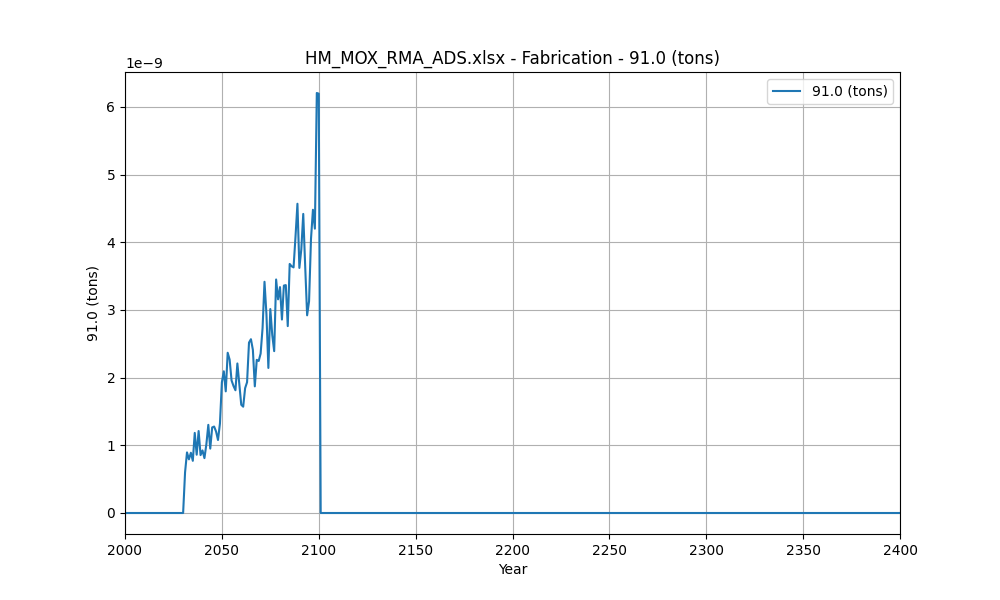 HM_MOX_RMA_ADS.xlsx - Fabrication - 91.0 (tons)
1e−9
91.0 (tons)
6
5
4
3
2
1
0
91.0 (tons)
2000 2050 2100 2150 2200 2250 2300 2350 2400
Year